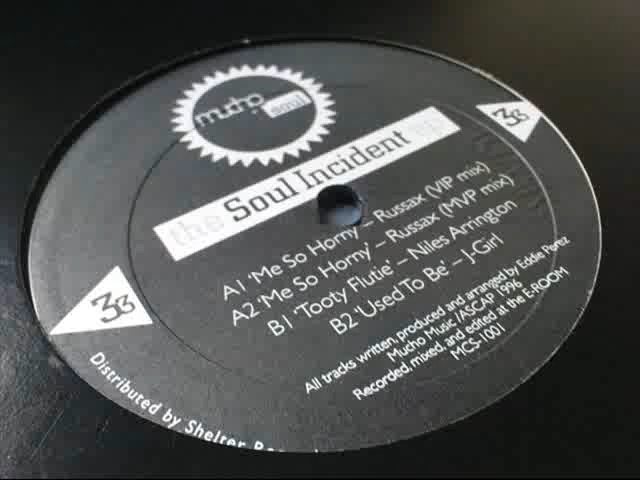 mucho
soul
the Soul Incident ep
33
33
A1 'Me So Horny' – Russax (VIP mix)
A2 'Me So Horny' – Russax (MVP mix)
B1 'Tooty Flutie' – Niles Arrington
B2 'Used To Be' – J-Girl
All tracks written, produced and arranged by Eddie Perez
Mucho Music /ASCAP 1996
Recorded, mixed, and edited at the E-ROOM
MCS-1001
Distributed by Shelter